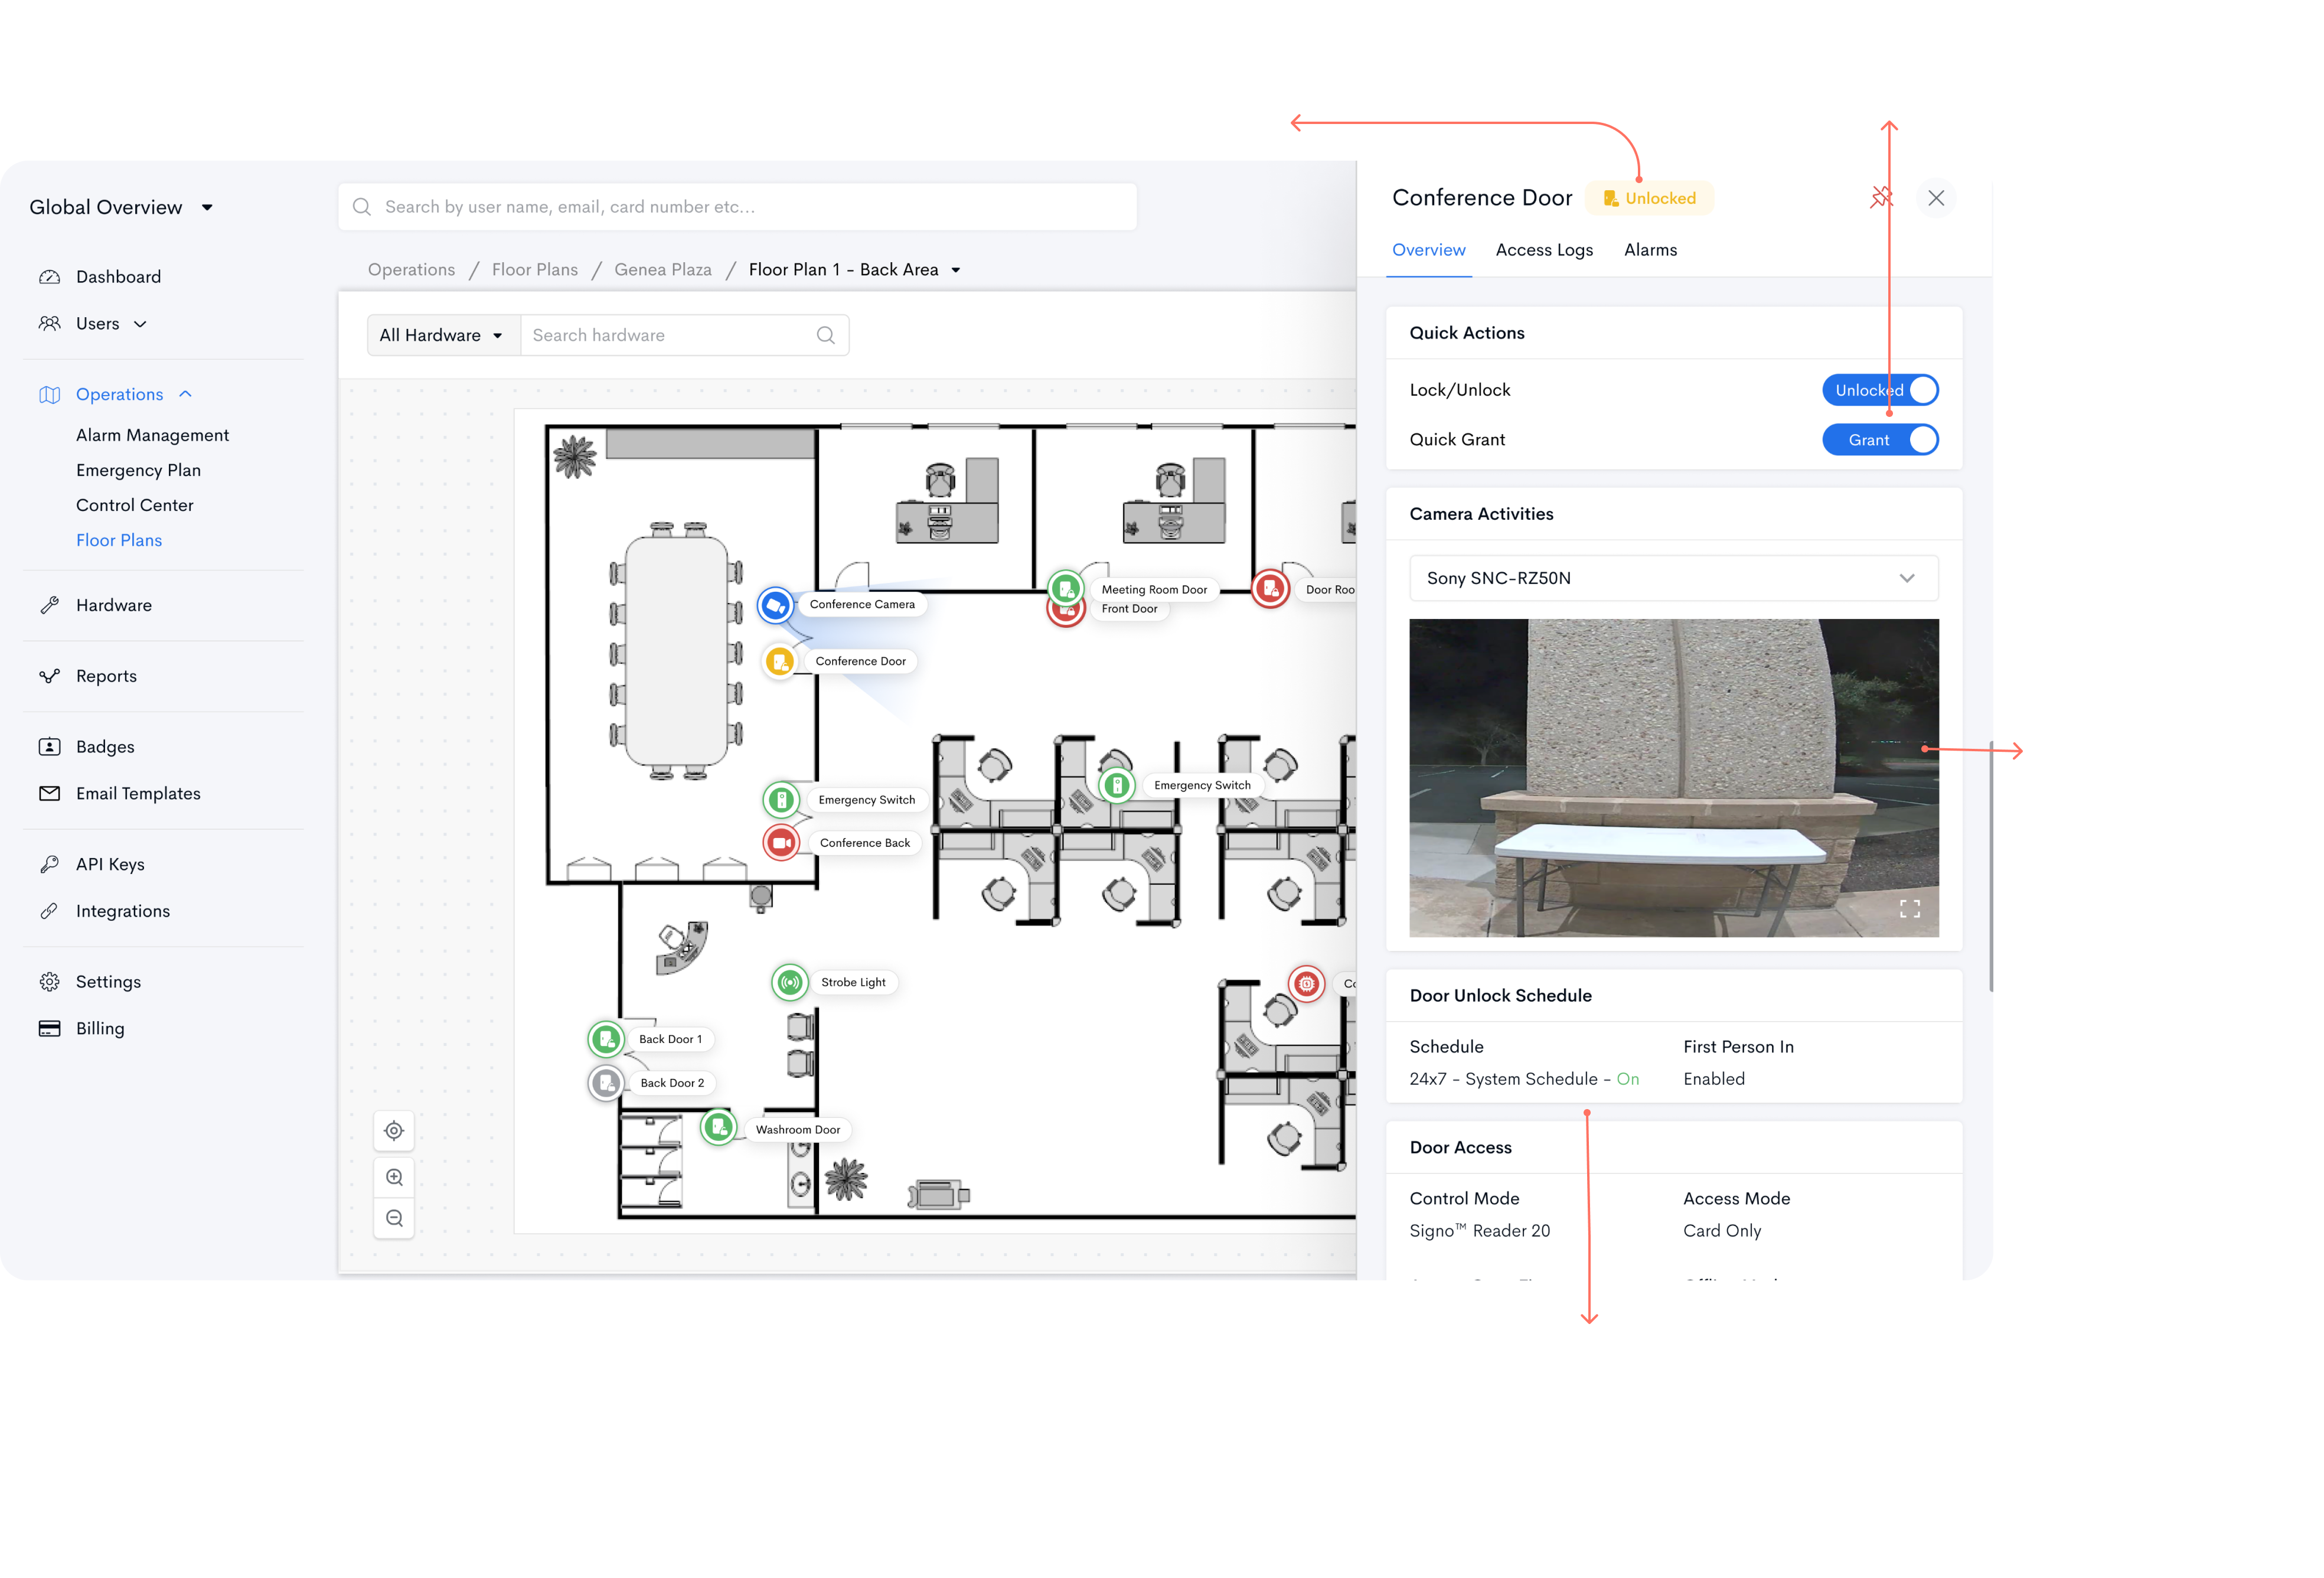 Global Overview
Dashboard
Users
Operations
Alarm Management
Emergency Plan
Control Center
Floor Plans
Hardware
Reports
Badges
Email Templates
API Keys
Integrations
Settings
Billing
Search by user name, email, card number etc...
Operations / Floor Plans / Genea Plaza / Floor Plan 1 - Back Area
All Hardware
Search hardware
Conference Camera
Meeting Room Door
Front Door
Door Roo
Conference Door
Emergency Switch
Emergency Switch
Conference Back
Strobe Light
Back Door 1
Back Door 2
Washroom Door
Conference Door
Unlocked
Overview
Access Logs
Alarms
Quick Actions
Lock/Unlock
Unlocked
Quick Grant
Grant
Camera Activities
Sony SNC-RZ50N
Door Unlock Schedule
Schedule
First Person In
24x7 - System Schedule - On
Enabled
Door Access
Control Mode
Access Mode
Signo™ Reader 20
Card Only